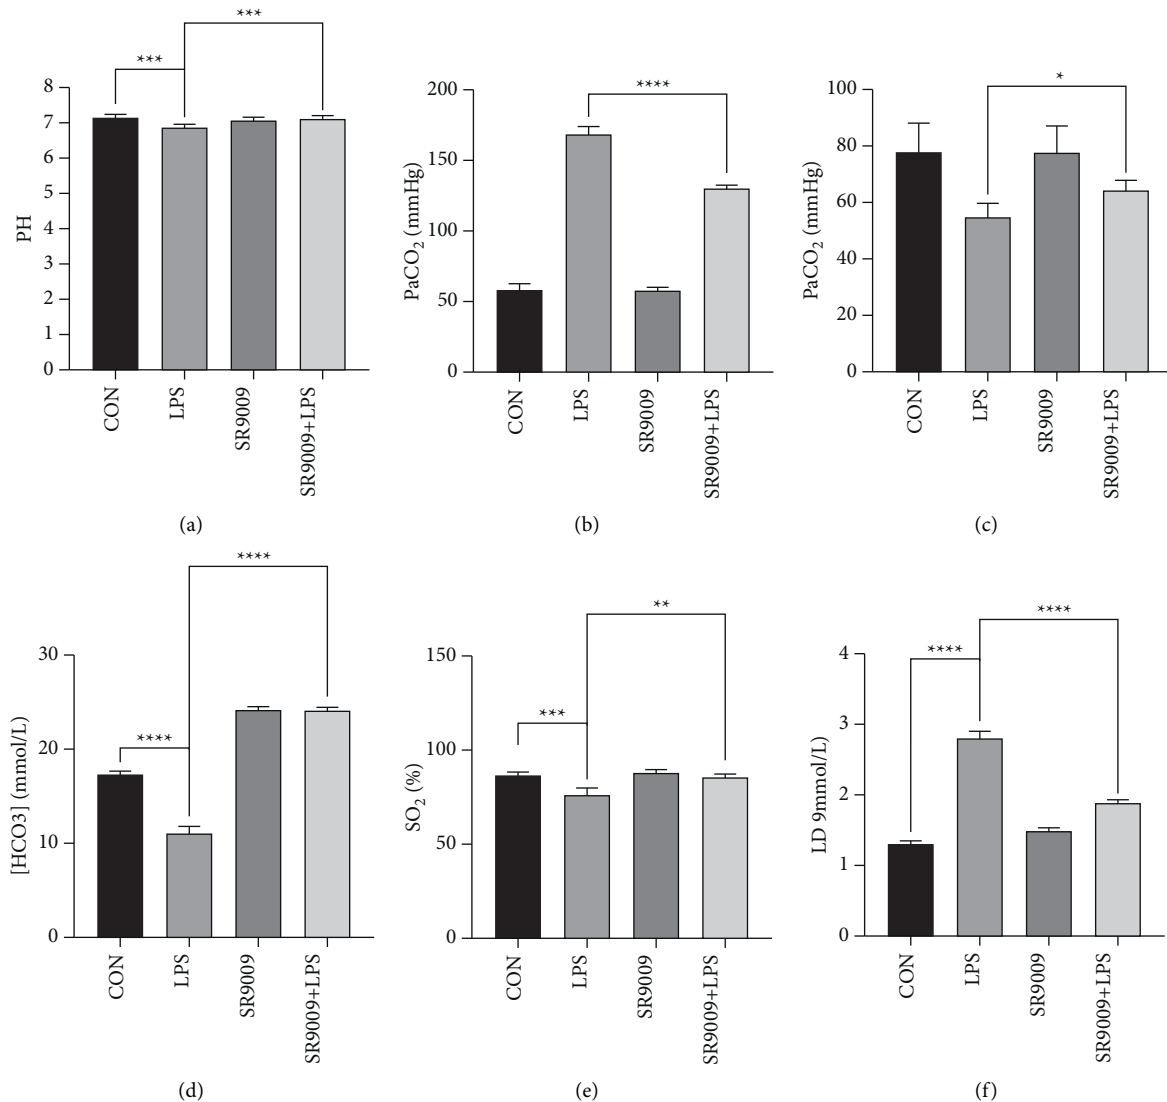 ***
***
8
7
6
5
4
3
2
1
0
PH
CON
LPS
SR9009
SR9009+LPS
(a)
****
200
150
100
50
0
PaCO2 (mmHg)
CON
LPS
SR9009
SR9009+LPS
(b)
*
100
80
60
40
20
0
PaCO2 (mmHg)
CON
LPS
SR9009
SR9009+LPS
(c)
****
****
30
20
10
0
[HCO3] (mmol/L)
CON
LPS
SR9009
SR9009+LPS
(d)
**
***
150
100
50
0
SO2 (%)
CON
LPS
SR9009
SR9009+LPS
(e)
****
****
4
3
2
1
0
LD 9mmol/L)
CON
LPS
SR9009
SR9009+LPS
(f)